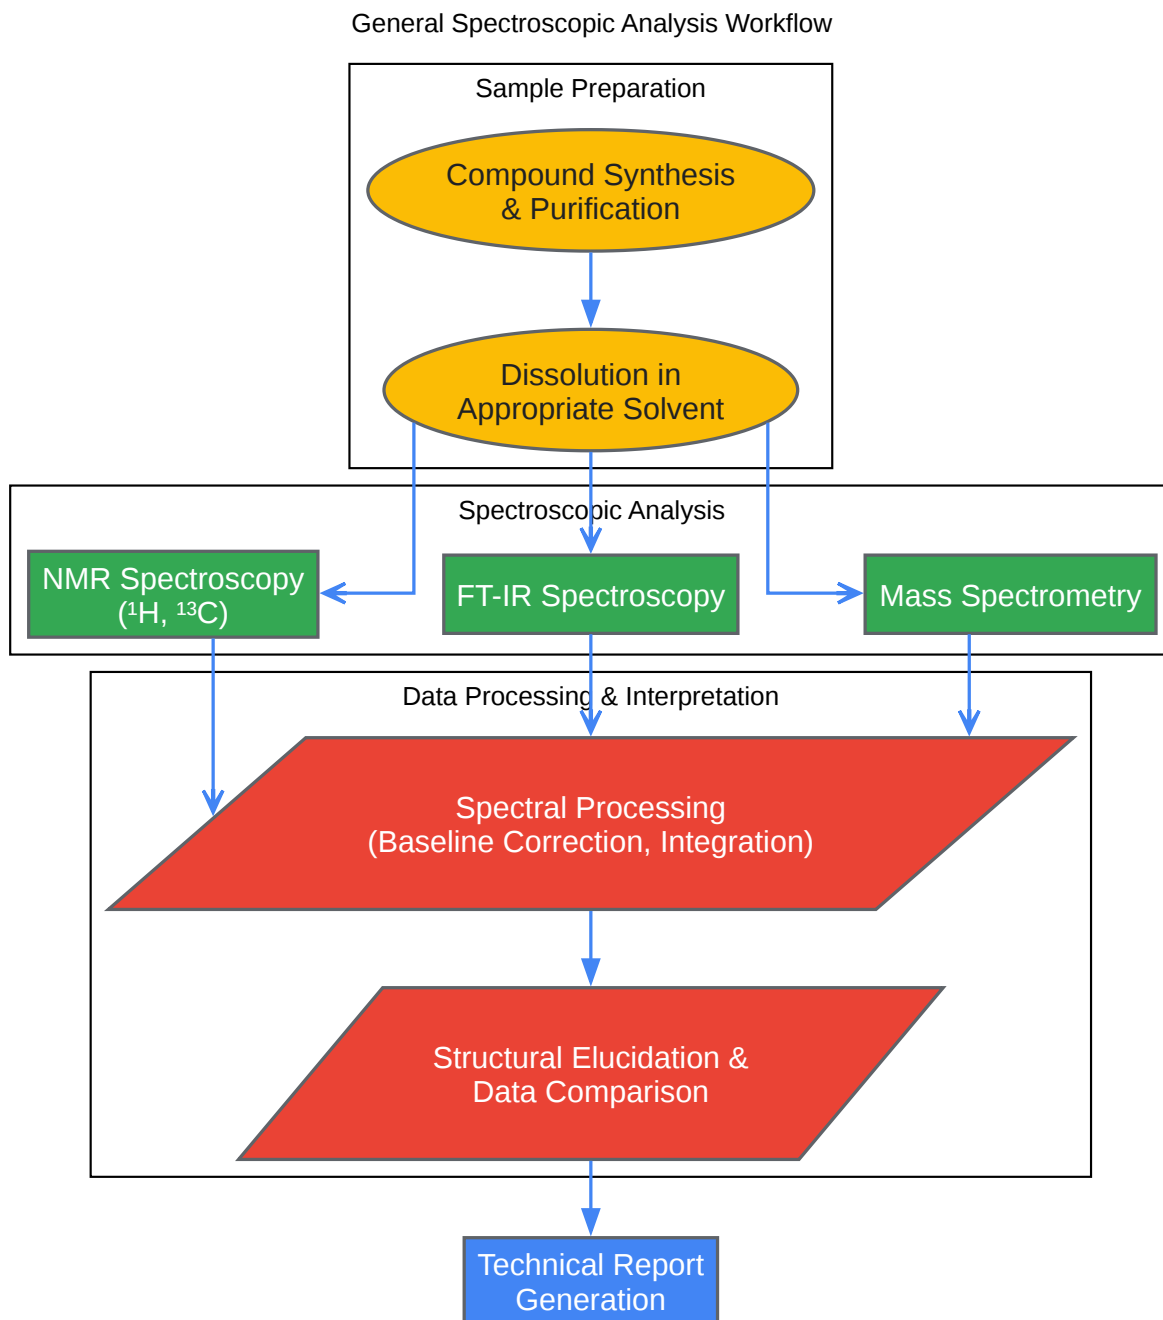 General Spectroscopic Analysis Workflow
Sample Preparation
Compound Synthesis
& Purification
Dissolution in
Appropriate Solvent
Spectroscopic Analysis
NMR Spectroscopy
(¹H, ¹³C)
FT-IR Spectroscopy
Mass Spectrometry
Data Processing & Interpretation
Spectral Processing
(Baseline Correction, Integration)
Structural Elucidation &
Data Comparison
Technical Report
Generation